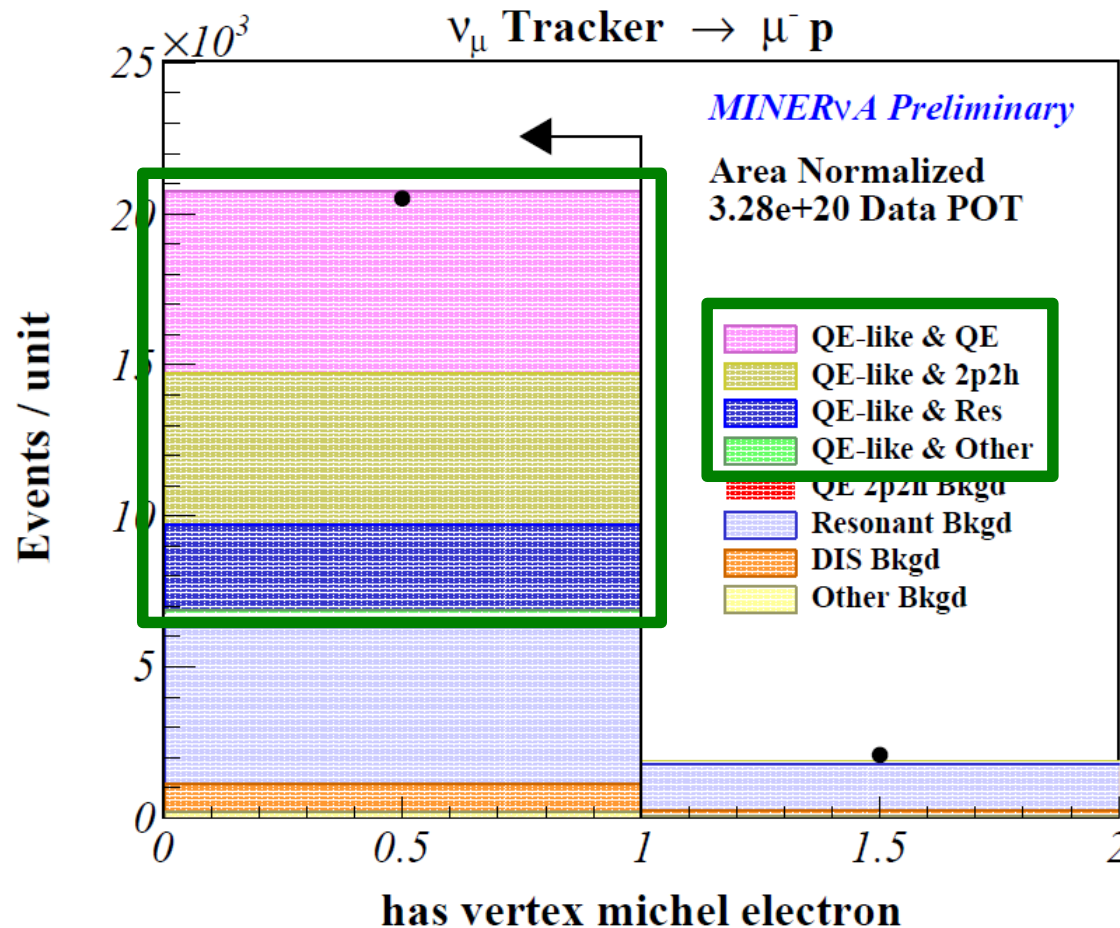 ν_μ Tracker → μ⁻ p
×10³
25
20
15
10
5
0
Events / unit
MINERνA Preliminary
Area Normalized
3.28e+20 Data POT
QE-like & QE
QE-like & 2p2h
QE-like & Res
QE-like & Other
QE 2p2h Bkgd
Resonant Bkgd
DIS Bkgd
Other Bkgd
0 0.5 1 1.5 2
has vertex michel electron